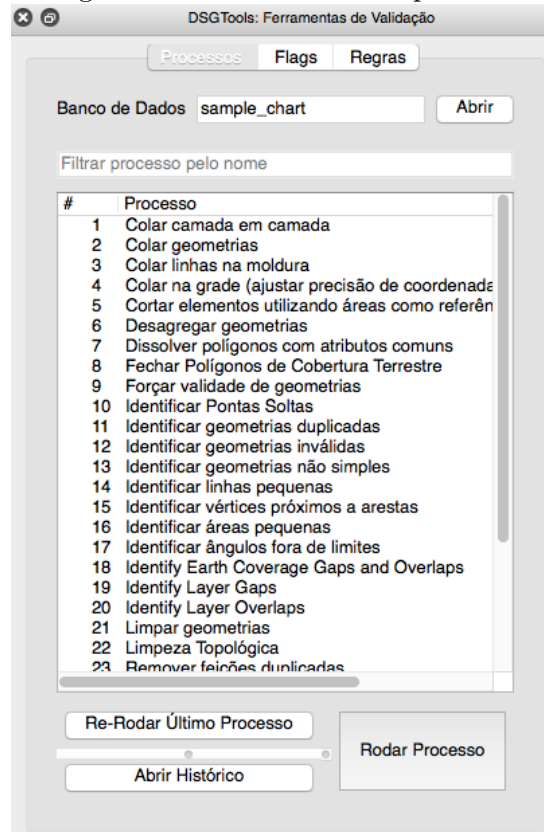 DSGTools: Ferramentas de Validação
Processos Flags Regras
Banco de Dados sample_chart Abrir
Filtrar processo pelo nome
# Processo
1 Colar camada em camada
2 Colar geometrias
3 Colar linhas na moldura
4 Colar na grade (ajustar precisão de coordenada
5 Cortar elementos utilizando áreas como referên
6 Desagregar geometrias
7 Dissolver polígonos com atributos comuns
8 Fechar Polígonos de Cobertura Terrestre
9 Forçar validade de geometrias
10 Identificar Pontas Soltas
11 Identificar geometrias duplicadas
12 Identificar geometrias inválidas
13 Identificar geometrias não simples
14 Identificar linhas pequenas
15 Identificar vértices próximos a arestas
16 Identificar áreas pequenas
17 Identificar ângulos fora de limites
18 Identify Earth Coverage Gaps and Overlaps
19 Identify Layer Gaps
20 Identify Layer Overlaps
21 Limpar geometrias
22 Limpeza Topológica
23 Remover feições duplicadas
Re-Rodar Último Processo
Rodar Processo
Abrir Histórico